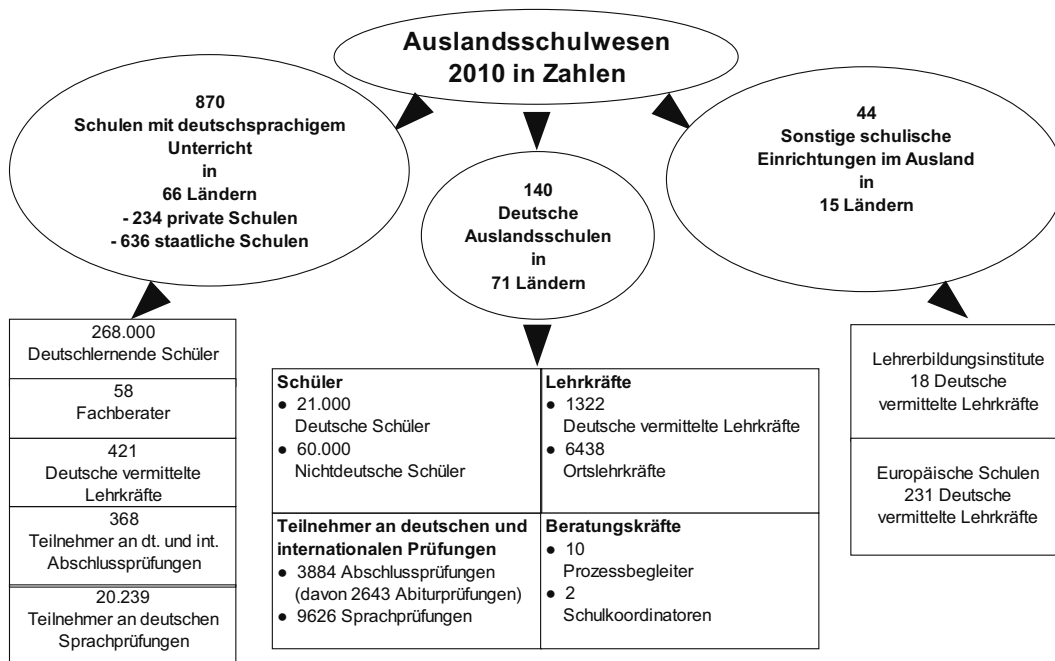 Auslandsschulwesen
2010 in Zahlen
870
Schulen mit deutschsprachigem
Unterricht
in
66 Ländern
- 234 private Schulen
- 636 staatliche Schulen
140
Deutsche
Auslandsschulen
in
71 Ländern
44
Sonstige schulische
Einrichtungen im Ausland
in
15 Ländern
268.000
Deutschlernende Schüler
58
Fachberater
421
Deutsche vermittelte
Lehrkräfte
368
Teilnehmer an dt. und int.
Abschlussprüfungen
20.239
Teilnehmer an deutschen
Sprachprüfungen
Schüler
● 21.000
Deutsche Schüler
● 60.000
Nichtdeutsche Schüler
Lehrkräfte
● 1322
Deutsche vermittelte Lehrkräfte
● 6438
Ortslehrkräfte
Teilnehmer an deutschen und
internationalen Prüfungen
● 3884 Abschlussprüfungen
(davon 2643 Abiturprüfungen)
● 9626 Sprachprüfungen
Beratungskräfte
● 10
Prozessbegleiter
● 2
Schulkoordinatoren
Lehrerbildungsinstitute
18 Deutsche
vermittelte Lehrkräfte
Europäische Schulen
231 Deutsche
vermittelte Lehrkräfte